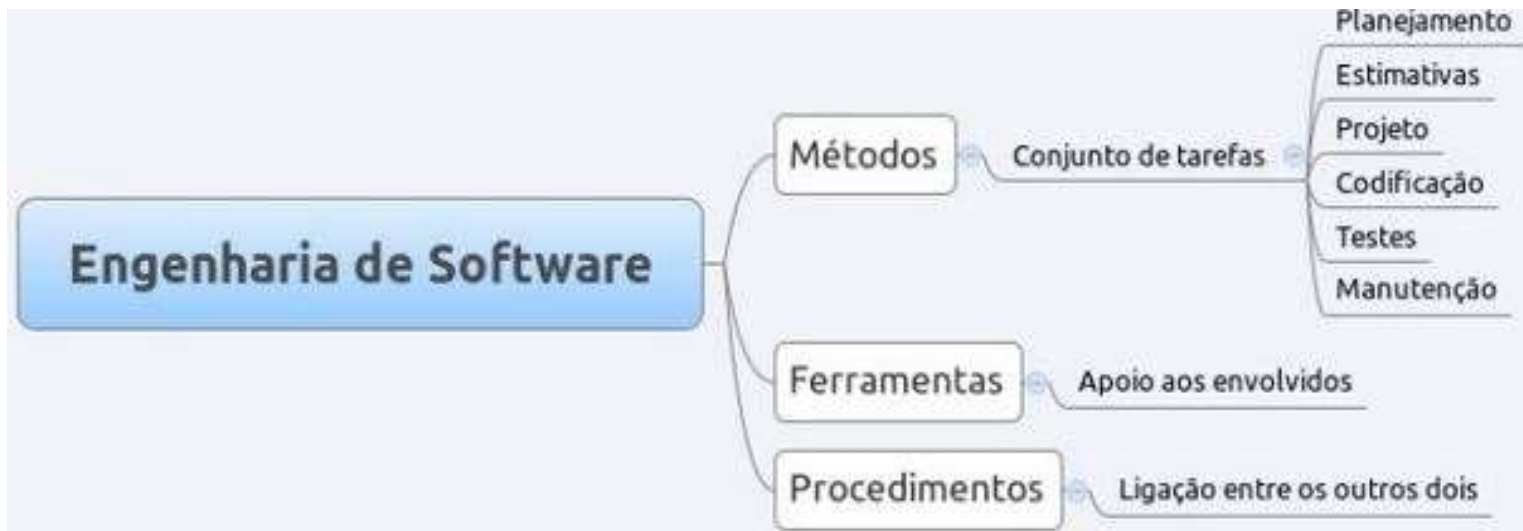 Engenharia de Software
Métodos
Conjunto de tarefas
Planejamento
Estimativas
Projeto
Codificação
Testes
Manutenção
Ferramentas
Apoio aos envolvidos
Procedimentos
Ligação entre os outros dois